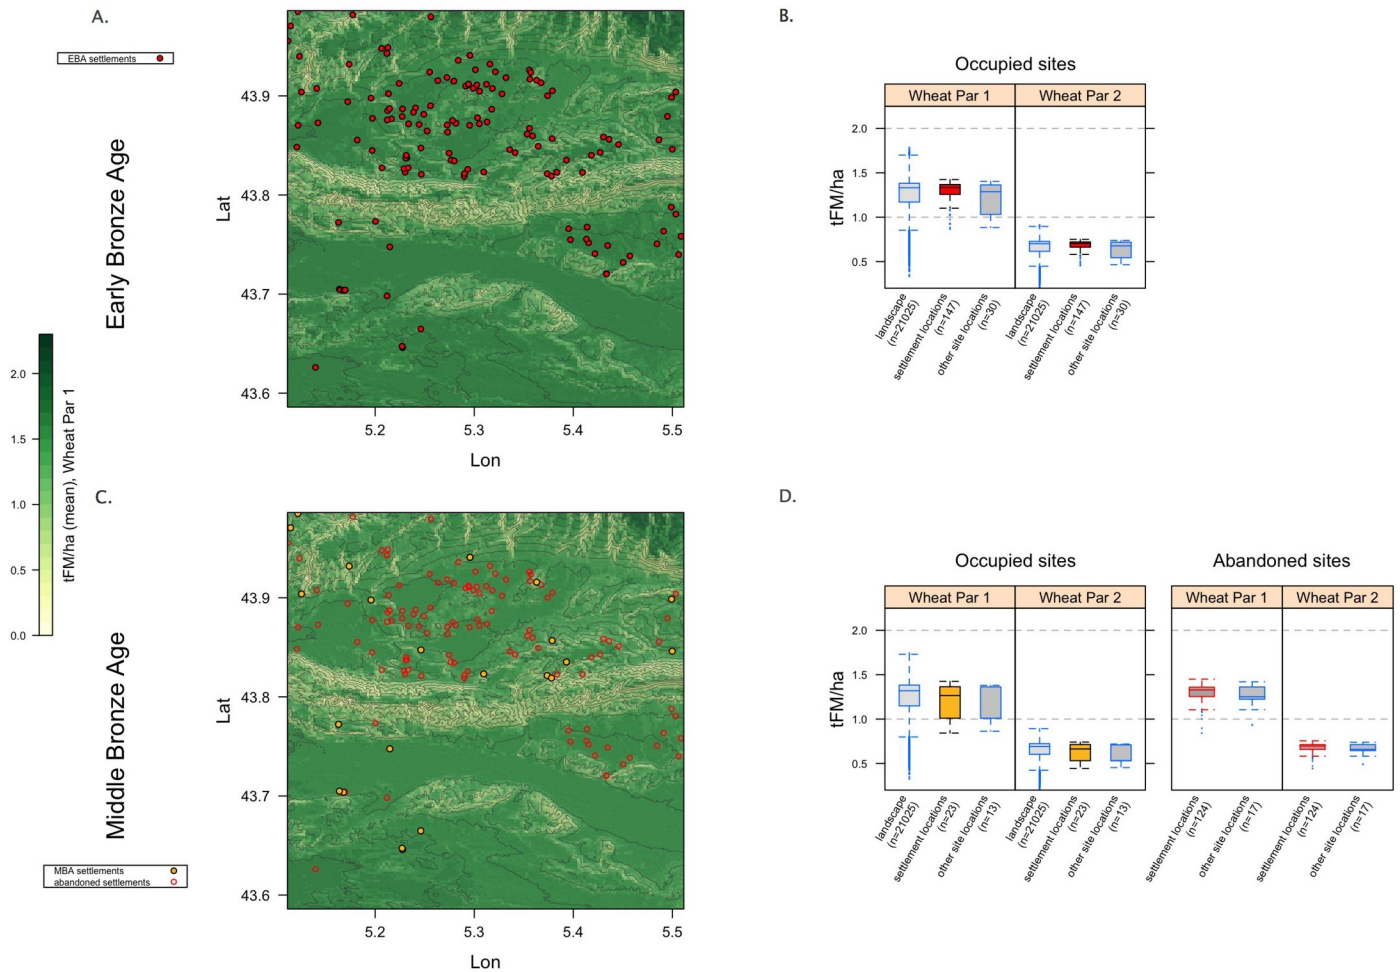 A.
EBA settlements
Early Bronze Age
Lat
43.9
43.8
43.7
43.6
5.2
5.3
5.4
5.5
Lon
B.
Occupied sites
Wheat Par 1
Wheat Par 2
tFM/ha
2.0
1.5
1.0
0.5
landscape
(n=21025)
settlement locations
(n=147)
other site locations
(n=30)
landscape
(n=21025)
settlement locations
(n=147)
other site locations
(n=30)
2.0
1.5
1.0
0.5
0.0
tFM/ha (mean), Wheat Par 1
C.
Middle Bronze Age
MBA settlements
abandoned settlements
Lat
43.9
43.8
43.7
43.6
5.2
5.3
5.4
5.5
Lon
D.
Occupied sites
Wheat Par 1
Wheat Par 2
tFM/ha
2.0
1.5
1.0
0.5
landscape
(n=21025)
settlement locations
(n=23)
other site locations
(n=13)
landscape
(n=21025)
settlement locations
(n=23)
other site locations
(n=13)
Abandoned sites
Wheat Par 1
Wheat Par 2
settlement locations
(n=124)
other site locations
(n=17)
settlement locations
(n=124)
other site locations
(n=17)